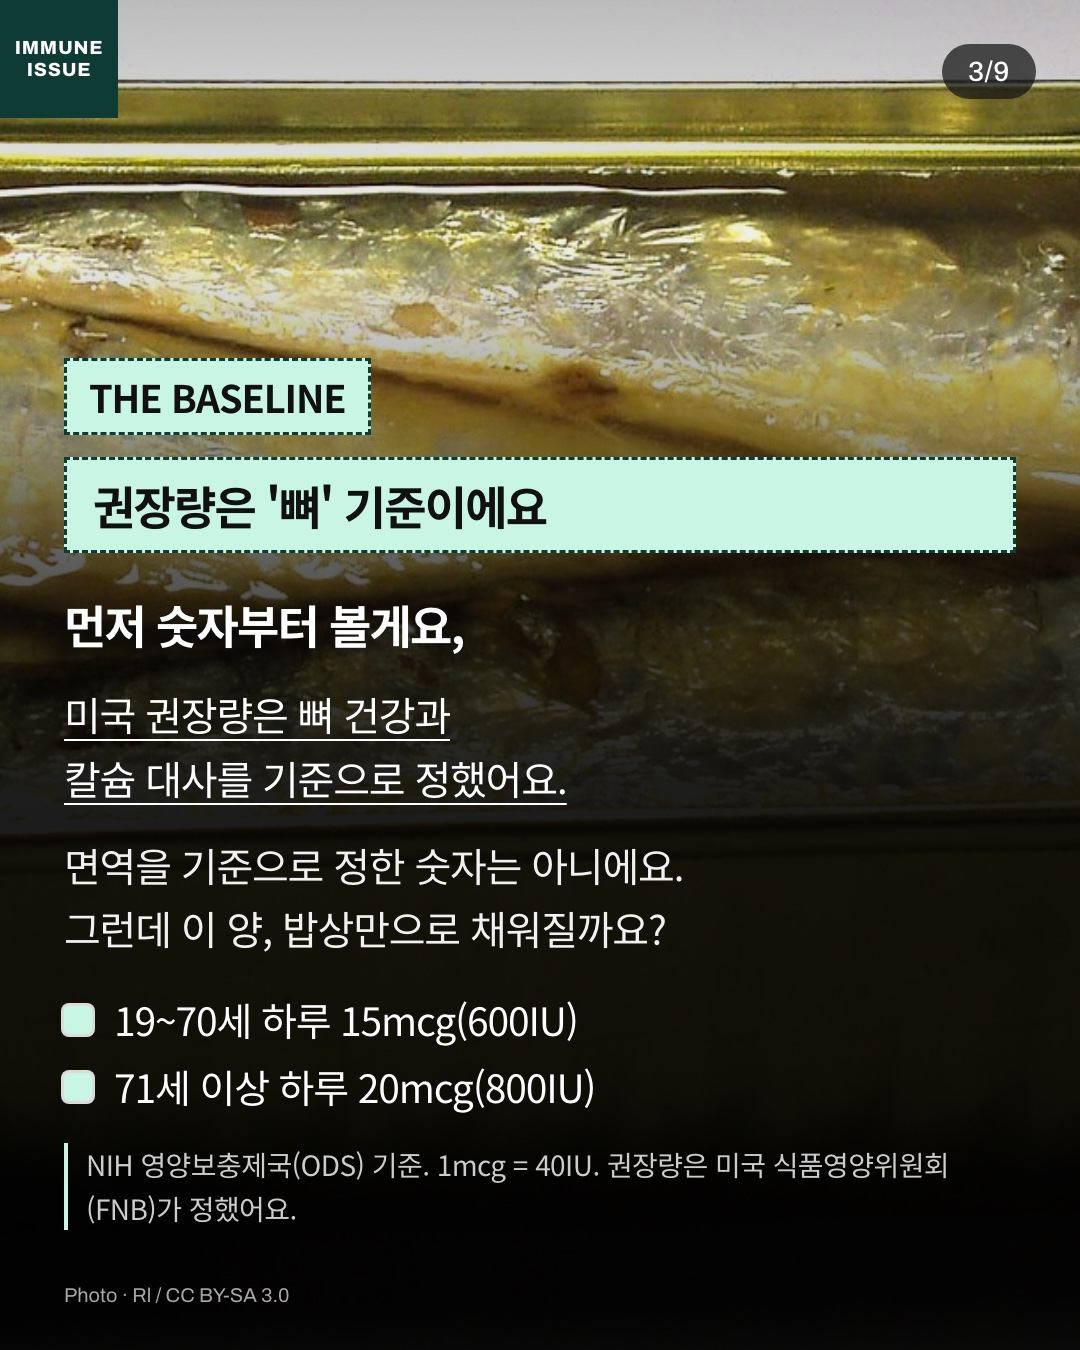 IMMUNE
ISSUE
3/9
THE BASELINE
권장량은 '뼈' 기준이에요
먼저 숫자부터 볼게요,
미국 권장량은 뼈 건강과
칼슘 대사를 기준으로 정했어요.
면역을 기준으로 정한 숫자는 아니에요.
그런데 이 양, 밥상만으로 채워질까요?
19~70세 하루 15mcg(600IU)
71세 이상 하루 20mcg(800IU)
NIH 영양보충제국(ODS) 기준. 1mcg = 40IU. 권장량은 미국 식품영양위원회
(FNB)가 정했어요.
Photo · Rl / CC BY-SA 3.0